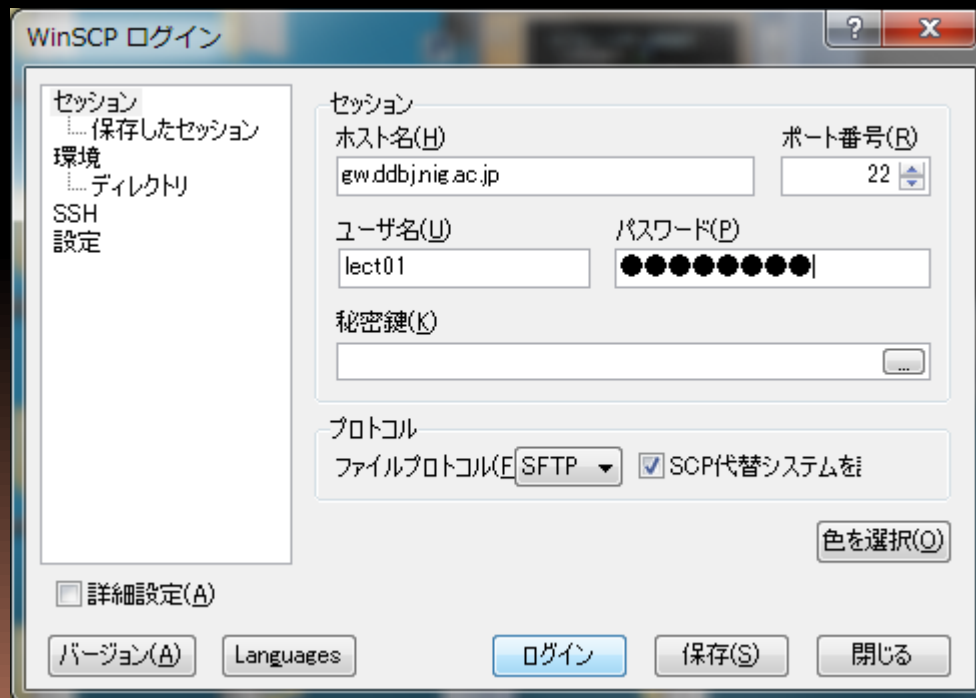 WinSCP ログイン
セッション
保存したセッション
環境
ディレクトリ
SSH
設定
セッション
ホスト名(H)
ポート番号(R)
gw.ddbj.nig.ac.jp
22
ユーザ名(U)
パスワード(P)
lect01
●●●●●●●●
秘密鍵(K)
...
プロトコル
ファイルプロトコル(F
SFTP
SCP代替システムを
色を選択(O)
詳細設定(A)
バージョン(A)
Languages
ログイン
保存(S)
閉じる